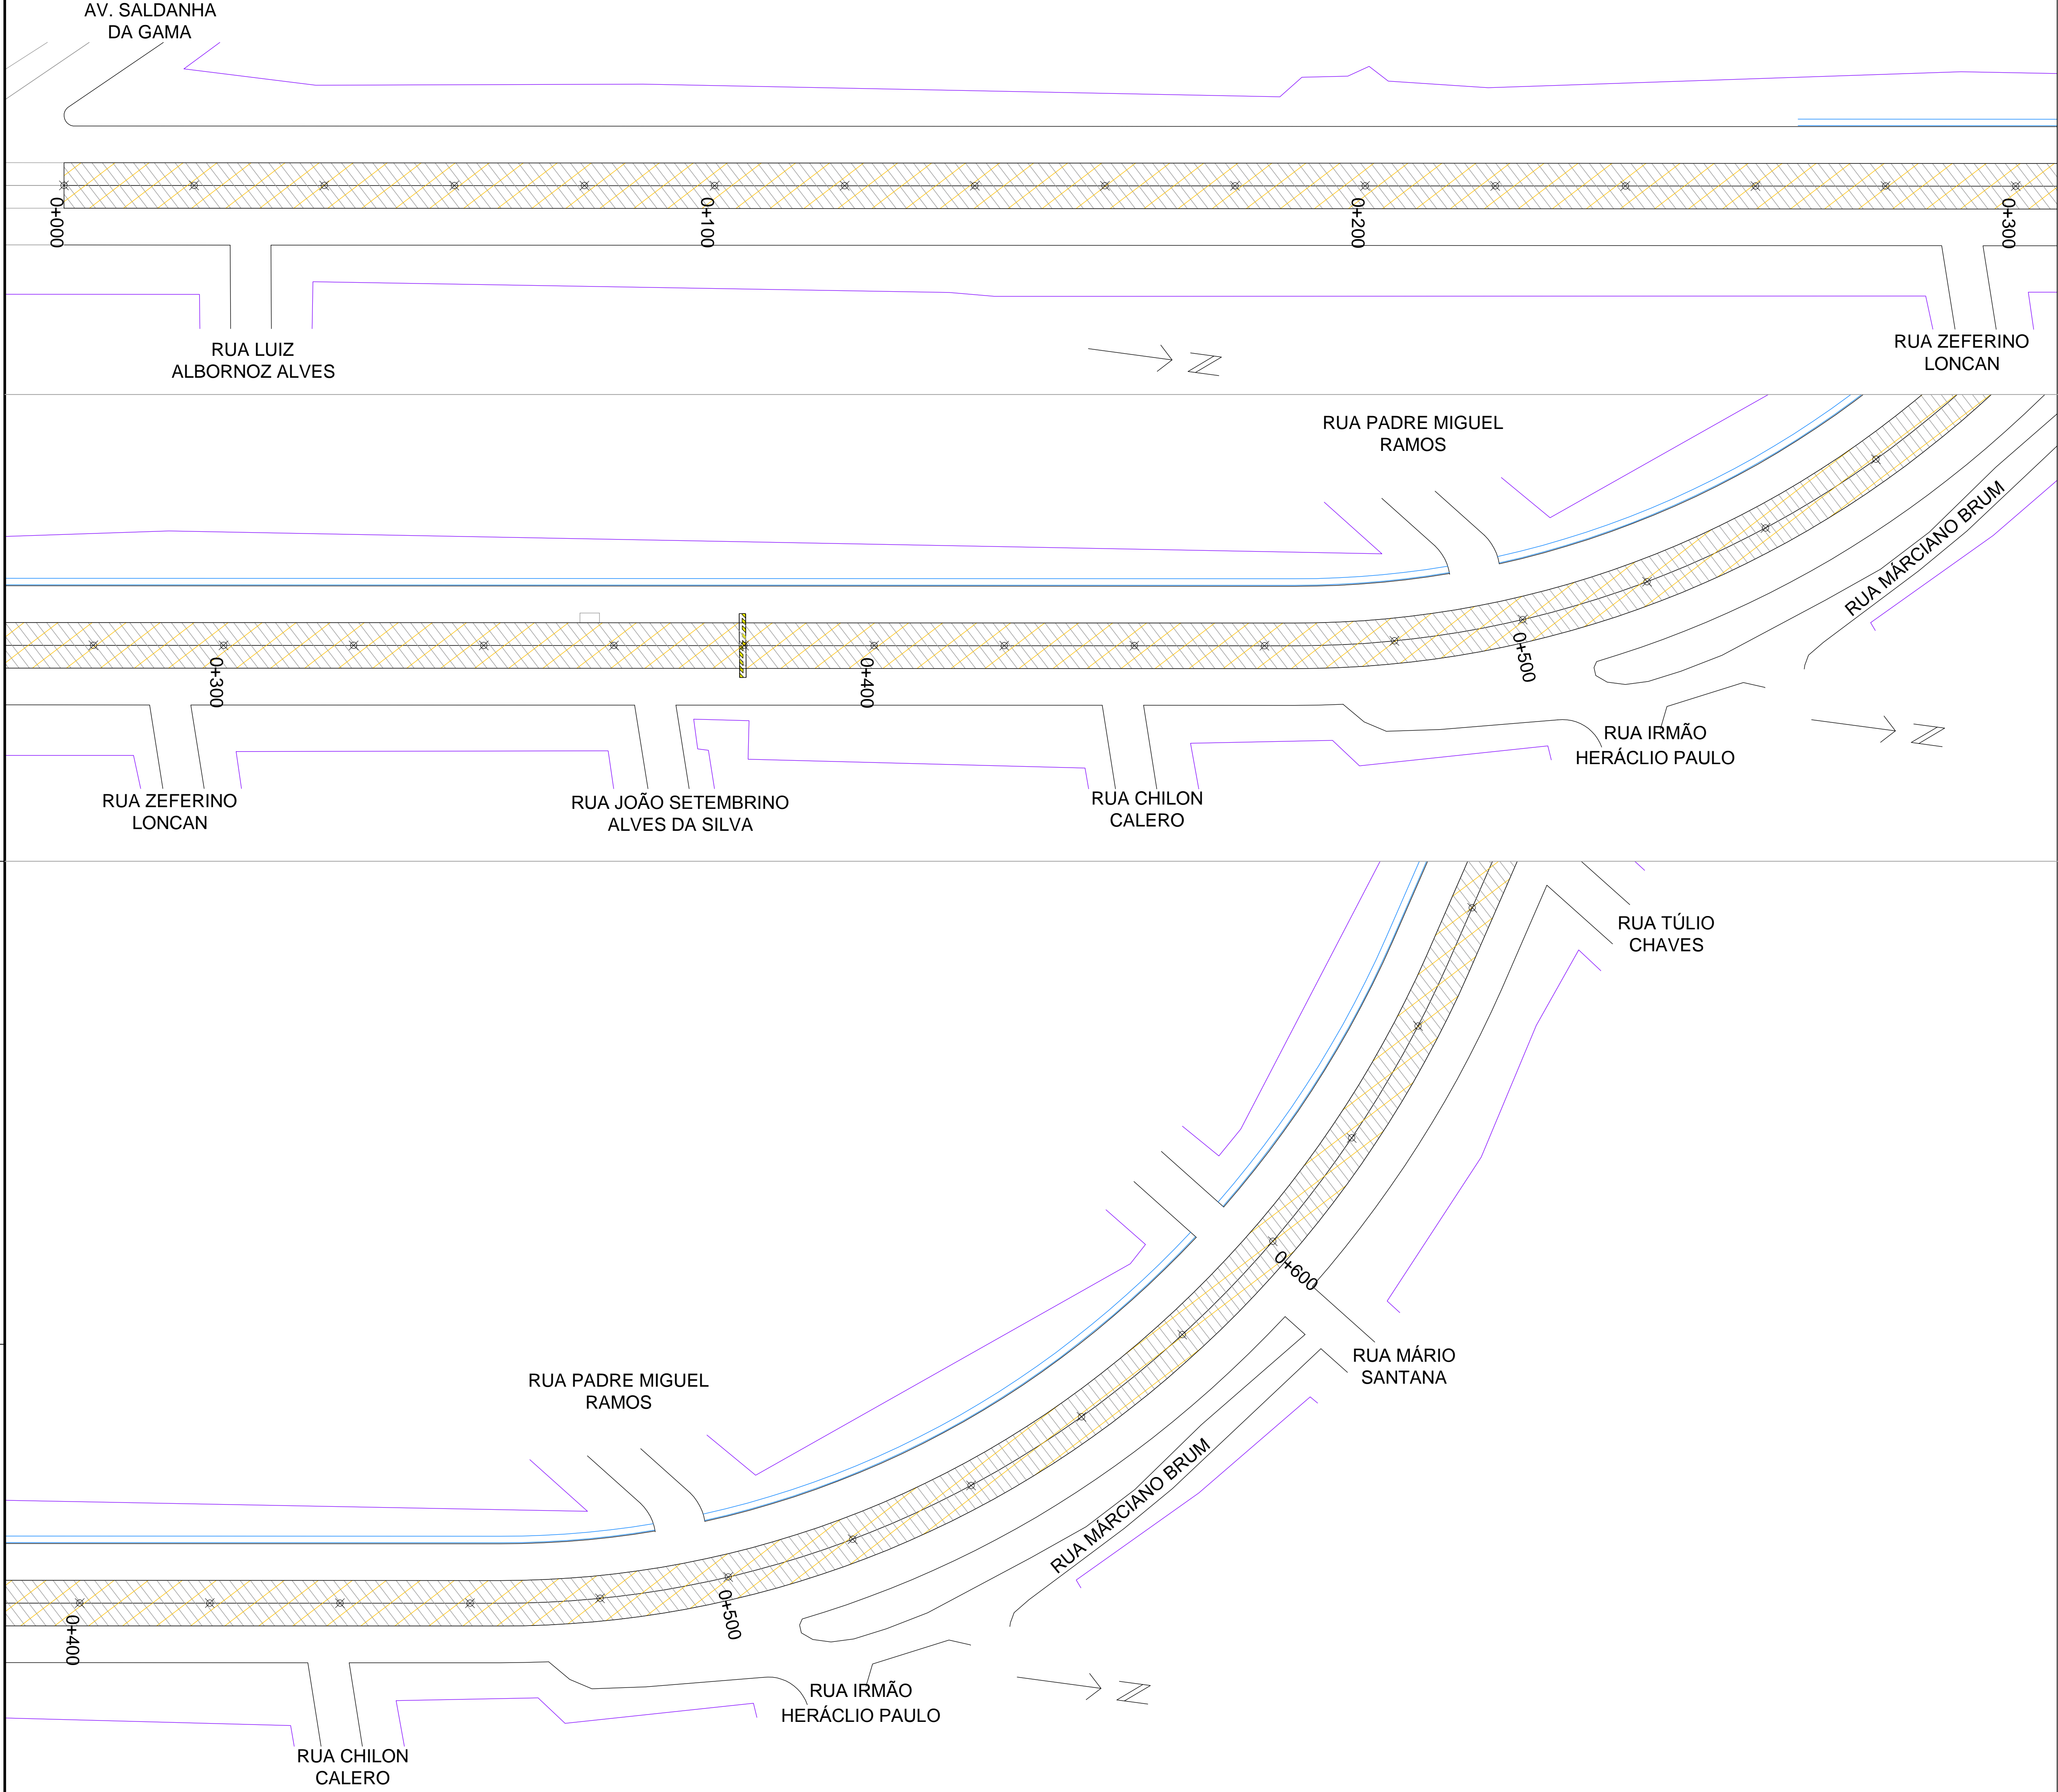 AV. SALDANHA
DA GAMA
0+000
0+100
0+200
0+300
RUA LUIZ
ALBORNOZ ALVES
N
RUA ZEFERINO
LONCAN
RUA PADRE MIGUEL
RAMOS
RUA MÁRCIANO BRUM
0+300
0+400
0+500
RUA IRMÃO
HERÁCLIO PAULO
N
RUA ZEFERINO
LONCAN
RUA JOÃO SETEMBRINO
ALVES DA SILVA
RUA CHILON
CALERO
RUA TÚLIO
CHAVES
0+600
RUA MÁRIO
SANTANA
RUA PADRE MIGUEL
RAMOS
RUA MÁRCIANO BRUM
0+400
0+500
RUA IRMÃO
HERÁCLIO PAULO
N
RUA CHILON
CALERO